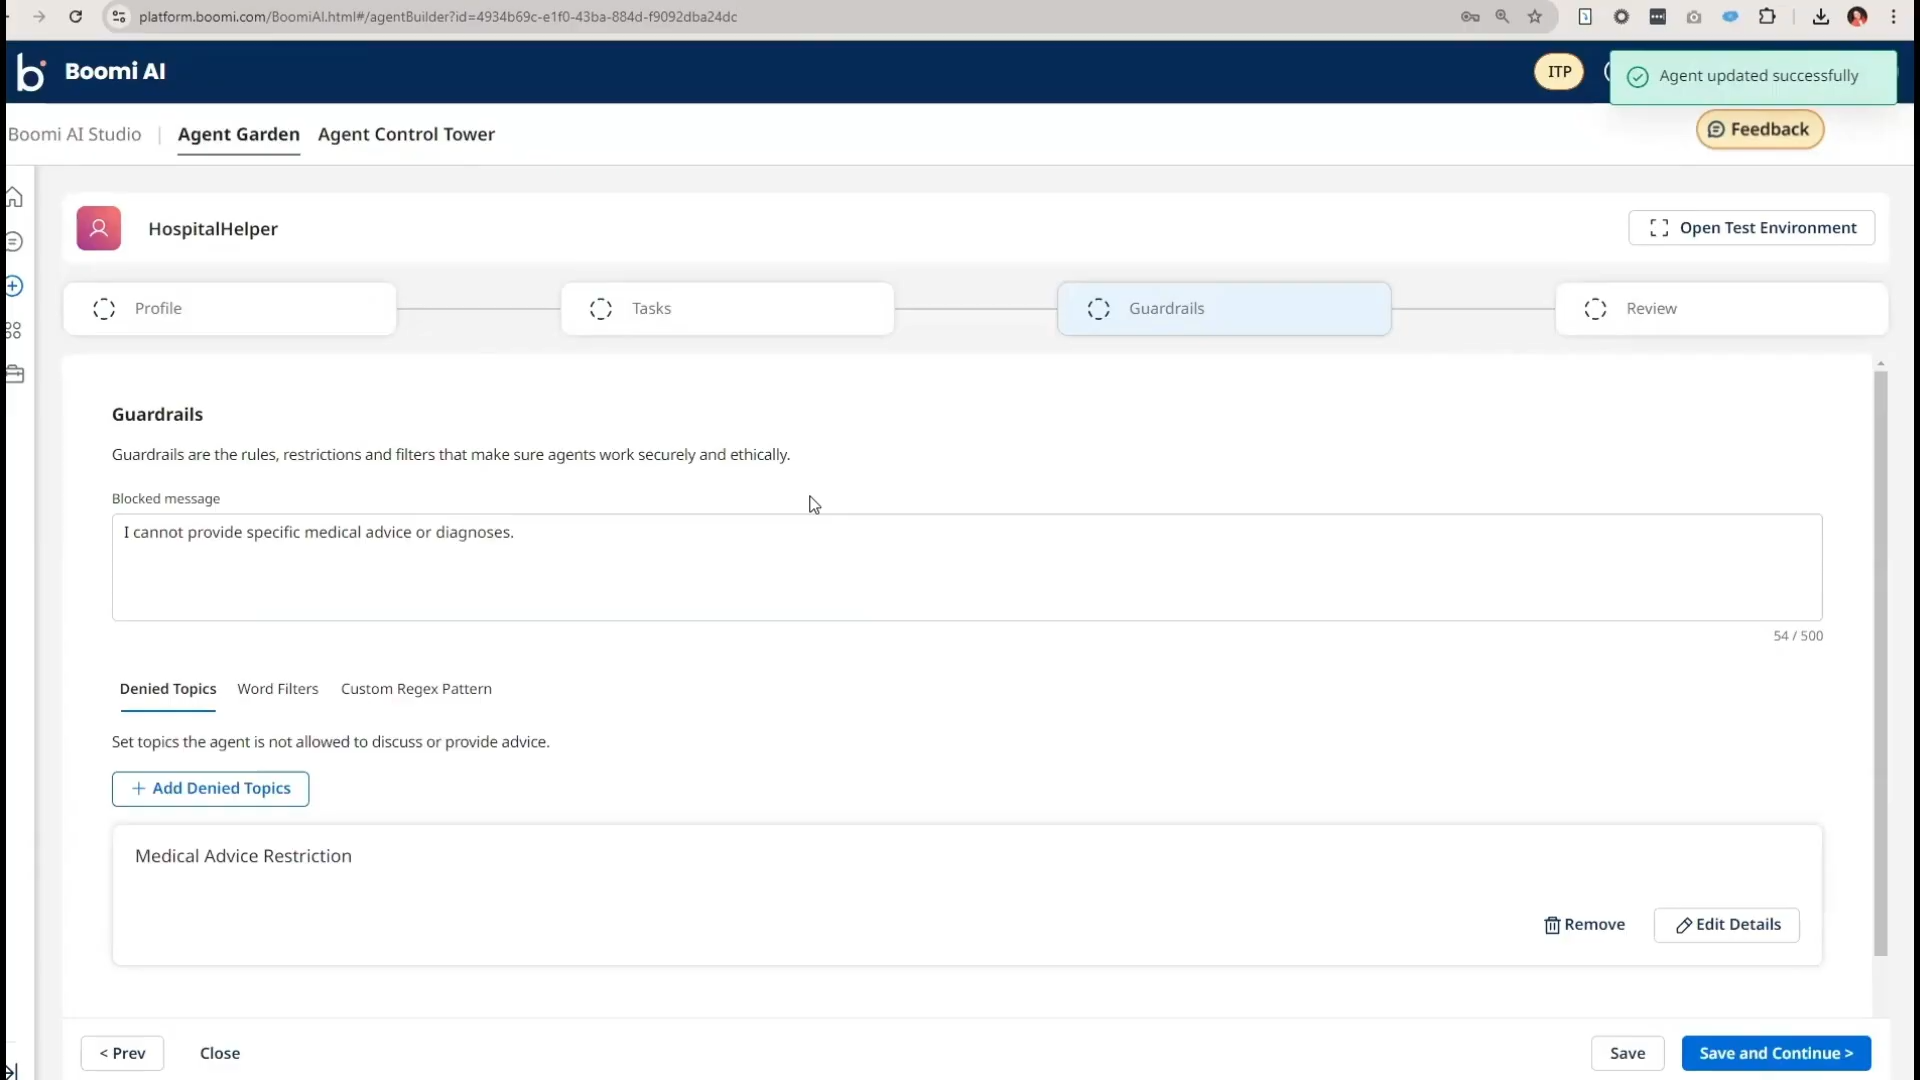 platform.boomi.com/BoomiAI.html#/agentBuilder?id=4934b69c-e1f0-43ba-884d-f9092dba24dc
b Boomi AI
ITP
Agent updated successfully
Boomi AI Studio | Agent Garden Agent Control Tower
Feedback
HospitalHelper
Open Test Environment
Profile
Tasks
Guardrails
Review
Guardrails
Guardrails are the rules, restrictions and filters that make sure agents work securely and ethically.
Blocked message
I cannot provide specific medical advice or diagnoses.
54 / 500
Denied Topics Word Filters Custom Regex Pattern
Set topics the agent is not allowed to discuss or provide advice.
+ Add Denied Topics
Medical Advice Restriction
Remove
Edit Details
< Prev
Close
Save
Save and Continue >